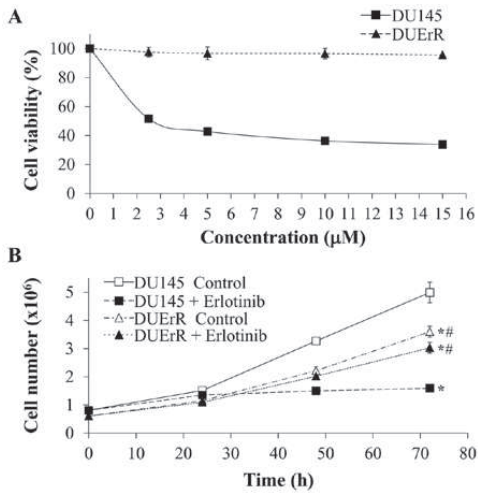 A
DU145
DUErR
Cell viability (%)
120
100
80
60
40
20
0
0 1 2 3 4 5 6 7 8 9 10 11 12 13 14 15 16
Concentration (μM)
B
DU145 Control
DU145 + Erlotinib
DUErR Control
DUErR + Erlotinib
Cell number (x10⁶)
5
4
3
2
1
0
*#
*#
*
0 10 20 30 40 50 60 70 80
Time (h)